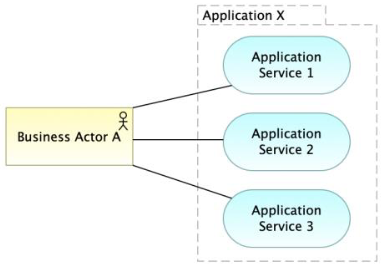 Application X
Application
Service 1
Business Actor A
Application
Service 2
Application
Service 3